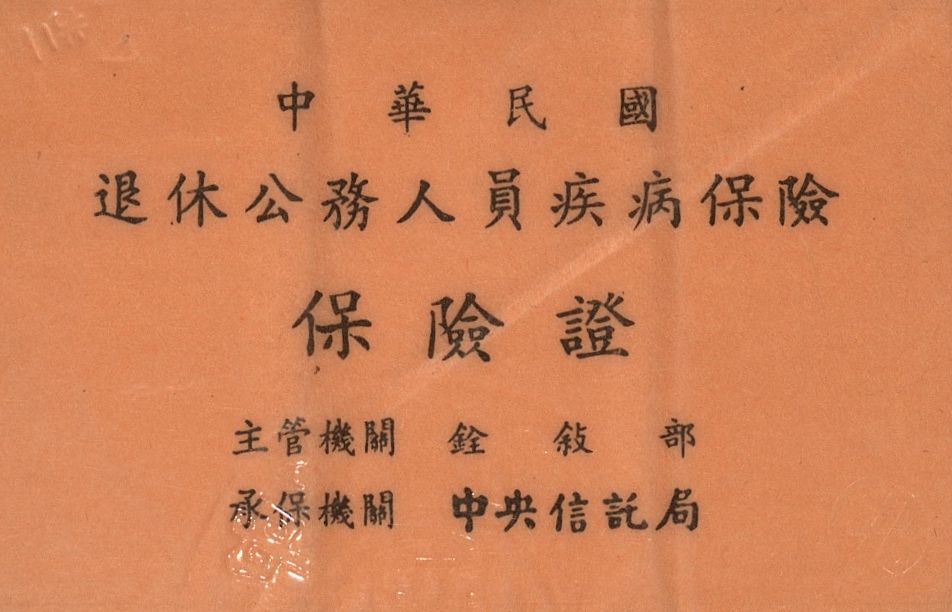 中華民國
退休公務人員疾病保險
保險證
主管機關 銓敍部
承保機關 中央信託局